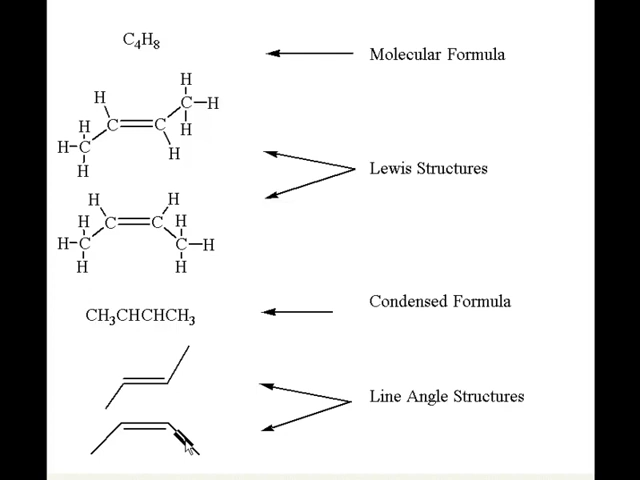 C₄H₈
Molecular Formula
H
H
C—H
H
C=C
H
H
H—C
H
H
Lewis Structures
H
H
H
C=C
H
H—C
C—H
H
H
Condensed Formula
CH₃CHCHCH₃
Line Angle Structures